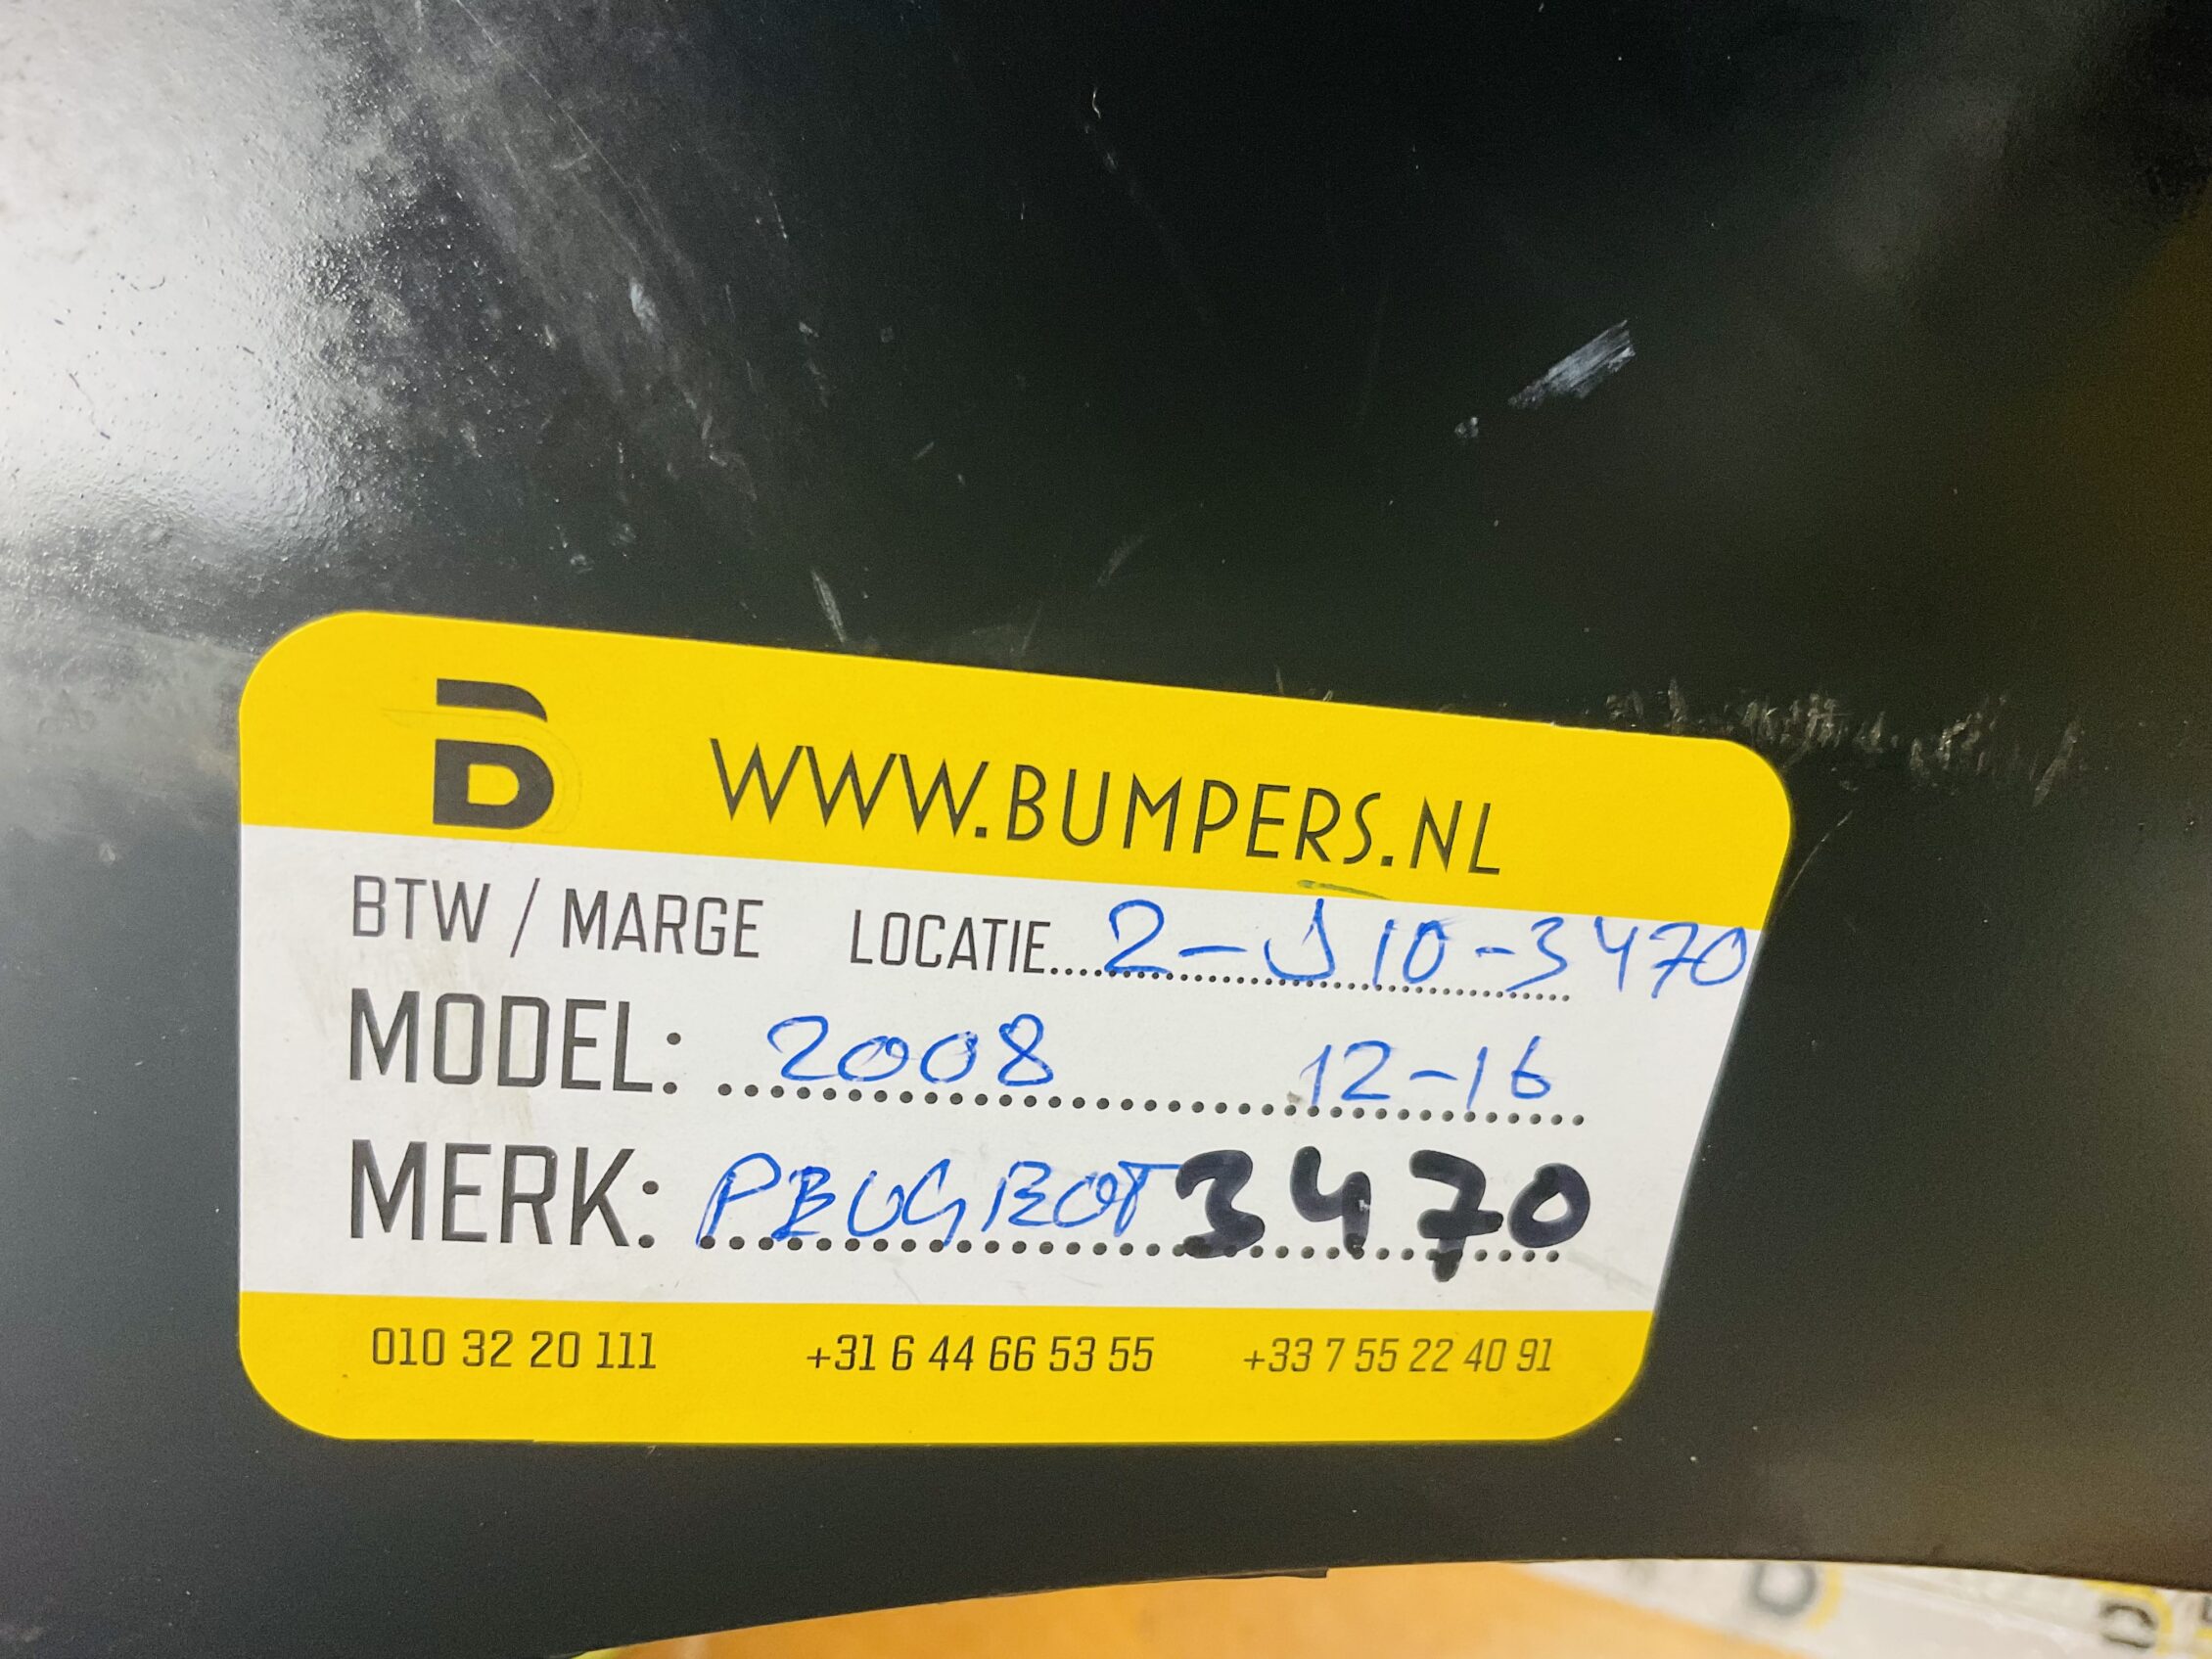 B WWW.BUMPERS.NL
BTW / MARGE LOCATIE....2-J10-3470
MODEL: 2008 12-16
MERK: PEUGEOT 3470
010 32 20 111 +31 6 44 66 53 55 +33 7 55 22 40 91